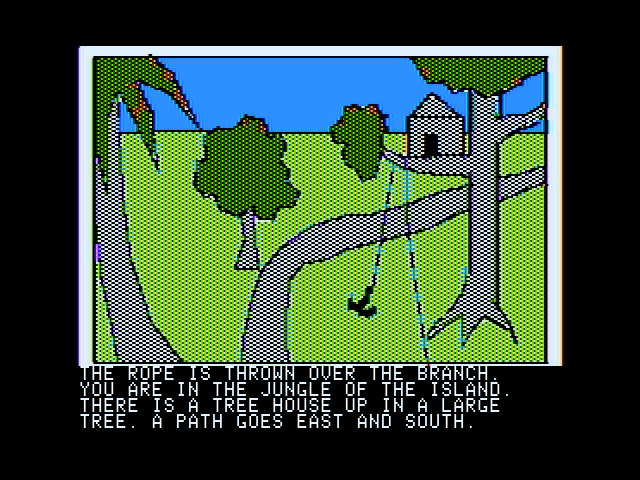 THE ROPE IS THROWN OVER THE BRANCH.
YOU ARE IN THE JUNGLE OF THE ISLAND.
THERE IS A TREE HOUSE UP IN A LARGE
TREE. A PATH GOES EAST AND SOUTH.